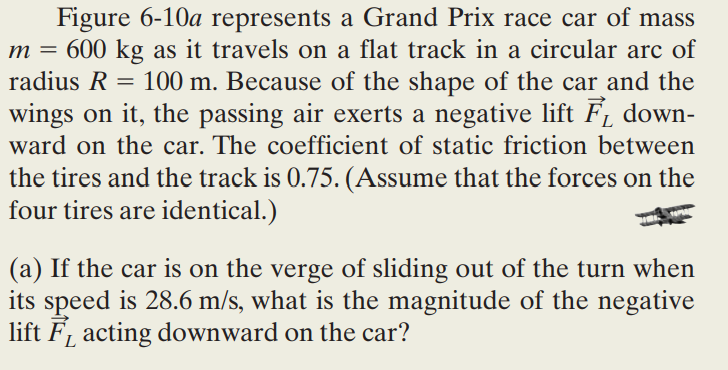 Figure 6-10a represents a Grand Prix race car of mass
m = 600 kg as it travels on a flat track in a circular arc of
radius R = 100 m. Because of the shape of the car and the
wings on it, the passing air exerts a negative lift F⃗_L down-
ward on the car. The coefficient of static friction between
the tires and the track is 0.75. (Assume that the forces on the
four tires are identical.)
(a) If the car is on the verge of sliding out of the turn when
its speed is 28.6 m/s, what is the magnitude of the negative
lift F⃗_L acting downward on the car?